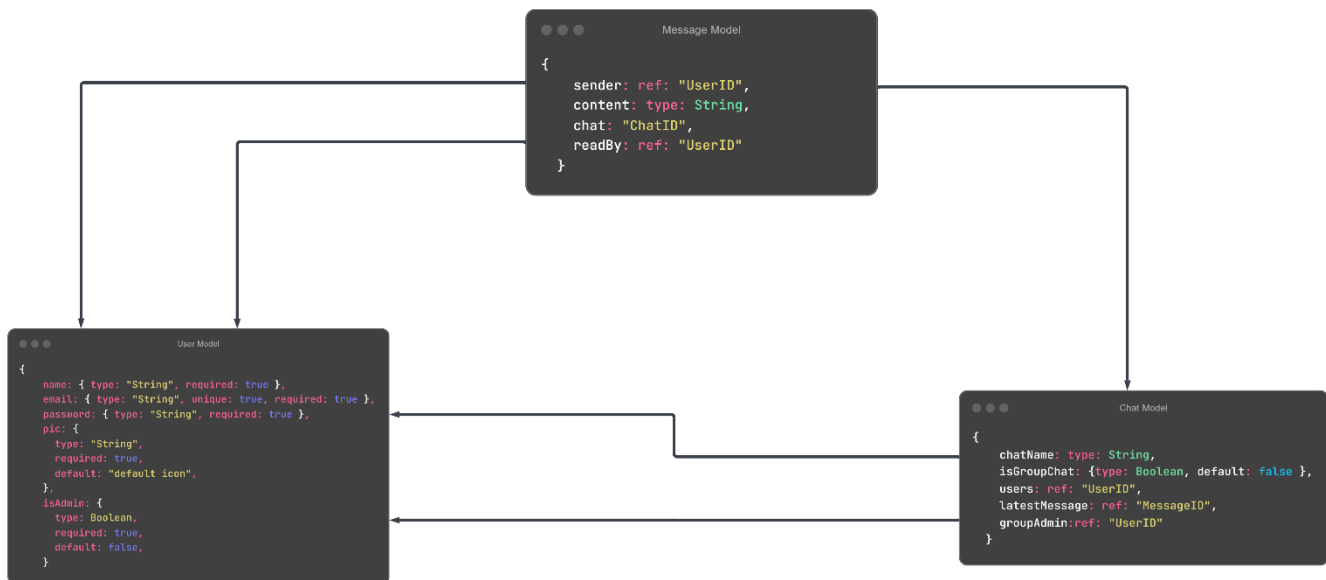 Message Model
{
sender: ref: "UserID",
content: type: String,
chat: "ChatID",
readBy: ref: "UserID"
}
User Model
{
name: { type: "String", required: true },
email: { type: "String", unique: true, required: true },
password: { type: "String", required: true },
pic: {
type: "String",
required: true,
default: "default icon",
},
isAdmin: {
type: Boolean,
required: true,
default: false,
}
Chat Model
{
chatName: type: String,
isGroupChat: {type: Boolean, default: false },
users: ref: "UserID",
latestMessage: ref: "MessageID",
groupAdmin:ref: "UserID"
}